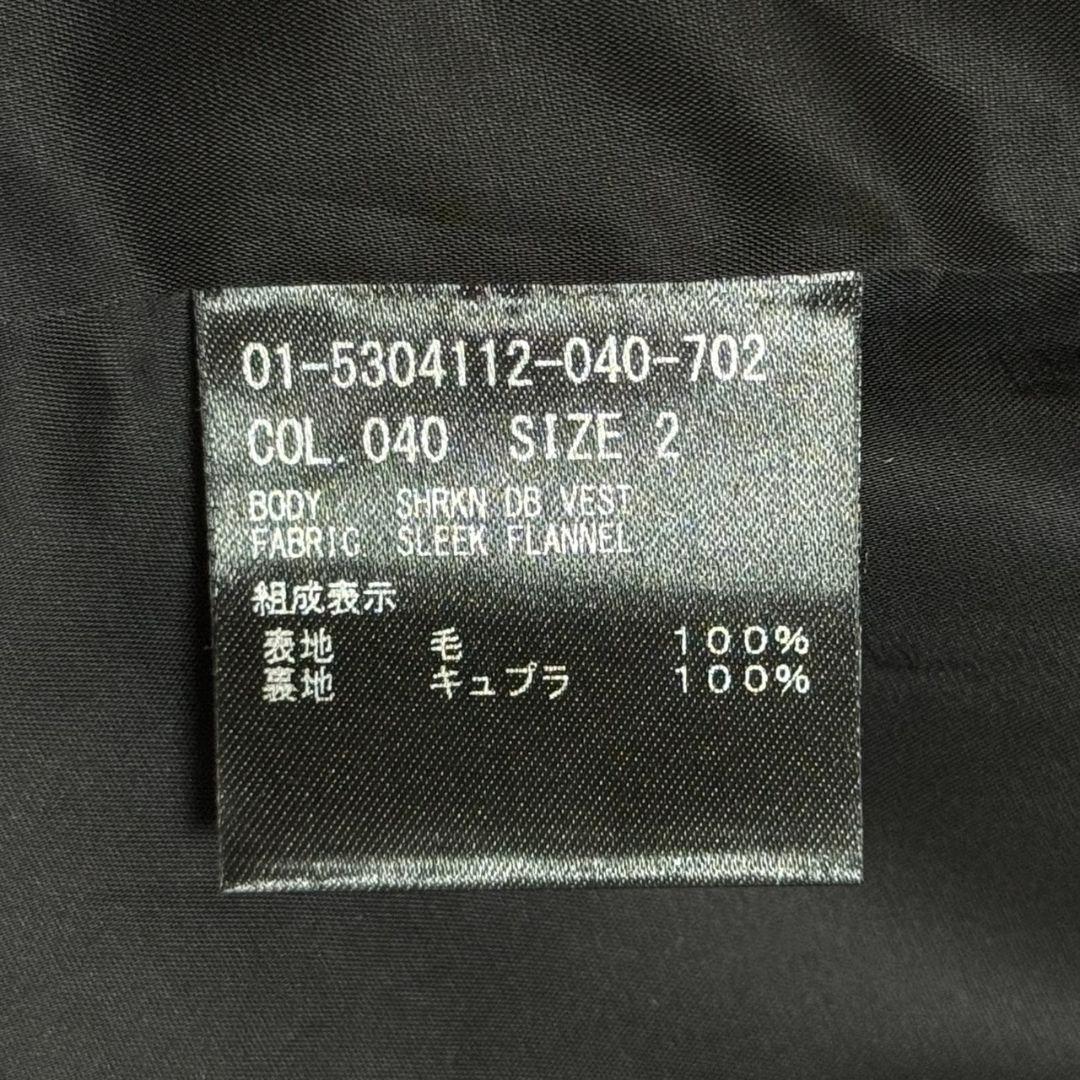 01-5304112-040-702
COL. 040 SIZE 2
BODY SHRKN DB VEST
FABRIC SLEEK FLANNEL
組成表示
表地 毛 100%
裏地 キュプラ 100%